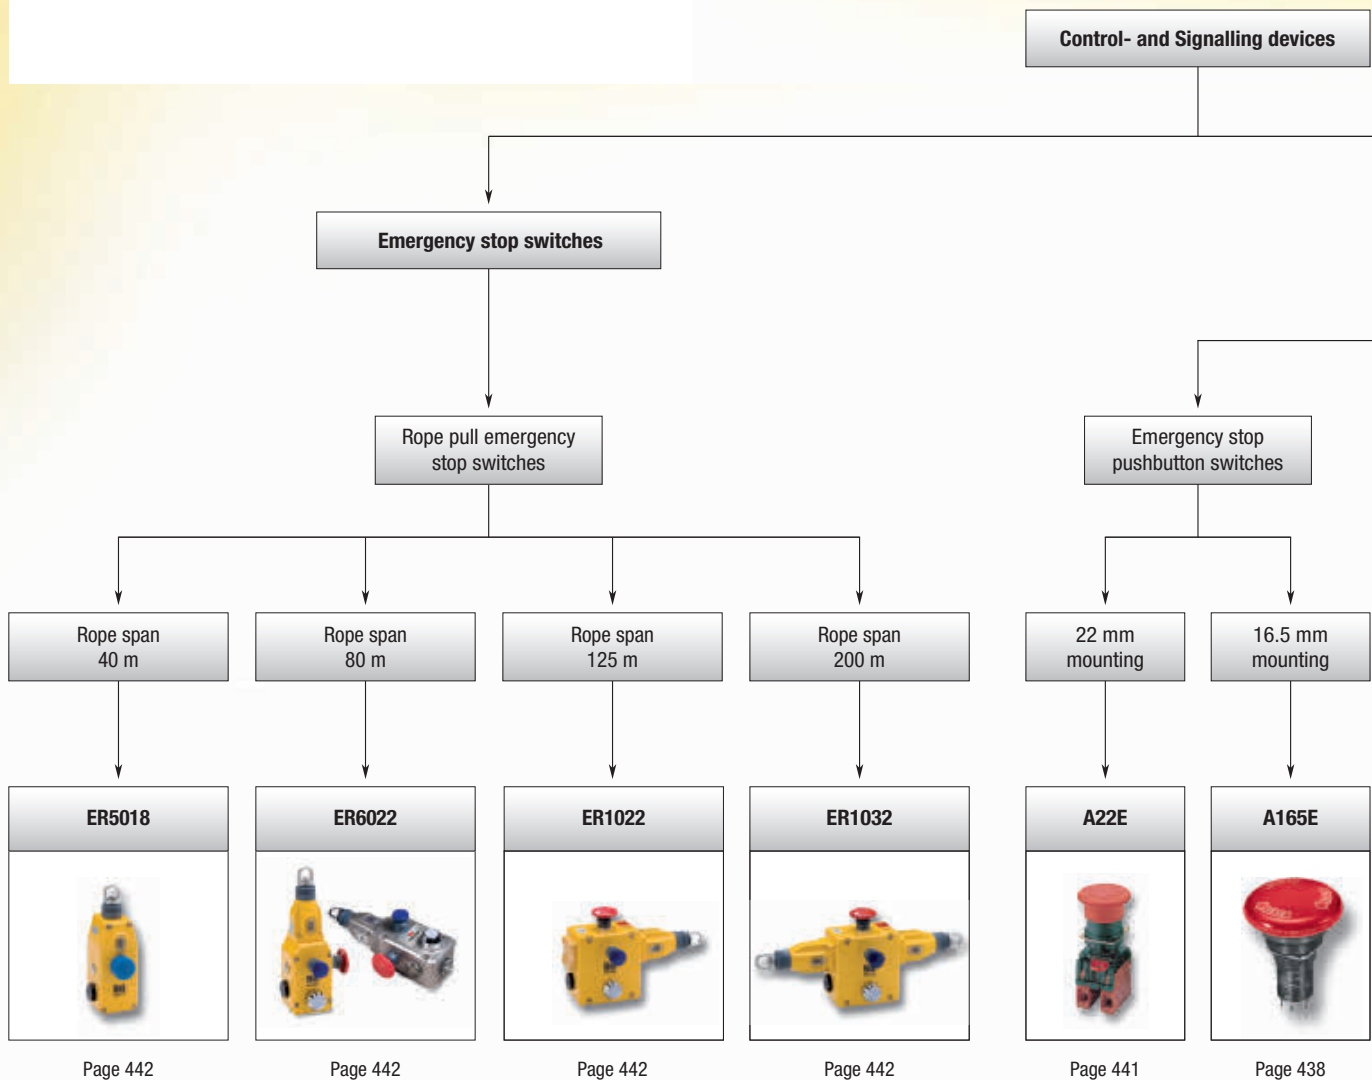 Control- and Signalling devices
Emergency stop switches
Rope pull emergency
stop switches
Emergency stop
pushbutton switches
Rope span
40 m
Rope span
80 m
Rope span
125 m
Rope span
200 m
22 mm
mounting
16.5 mm
mounting
ER5018
ER6022
ER1022
ER1032
A22E
A165E
Page 442
Page 442
Page 442
Page 442
Page 441
Page 438